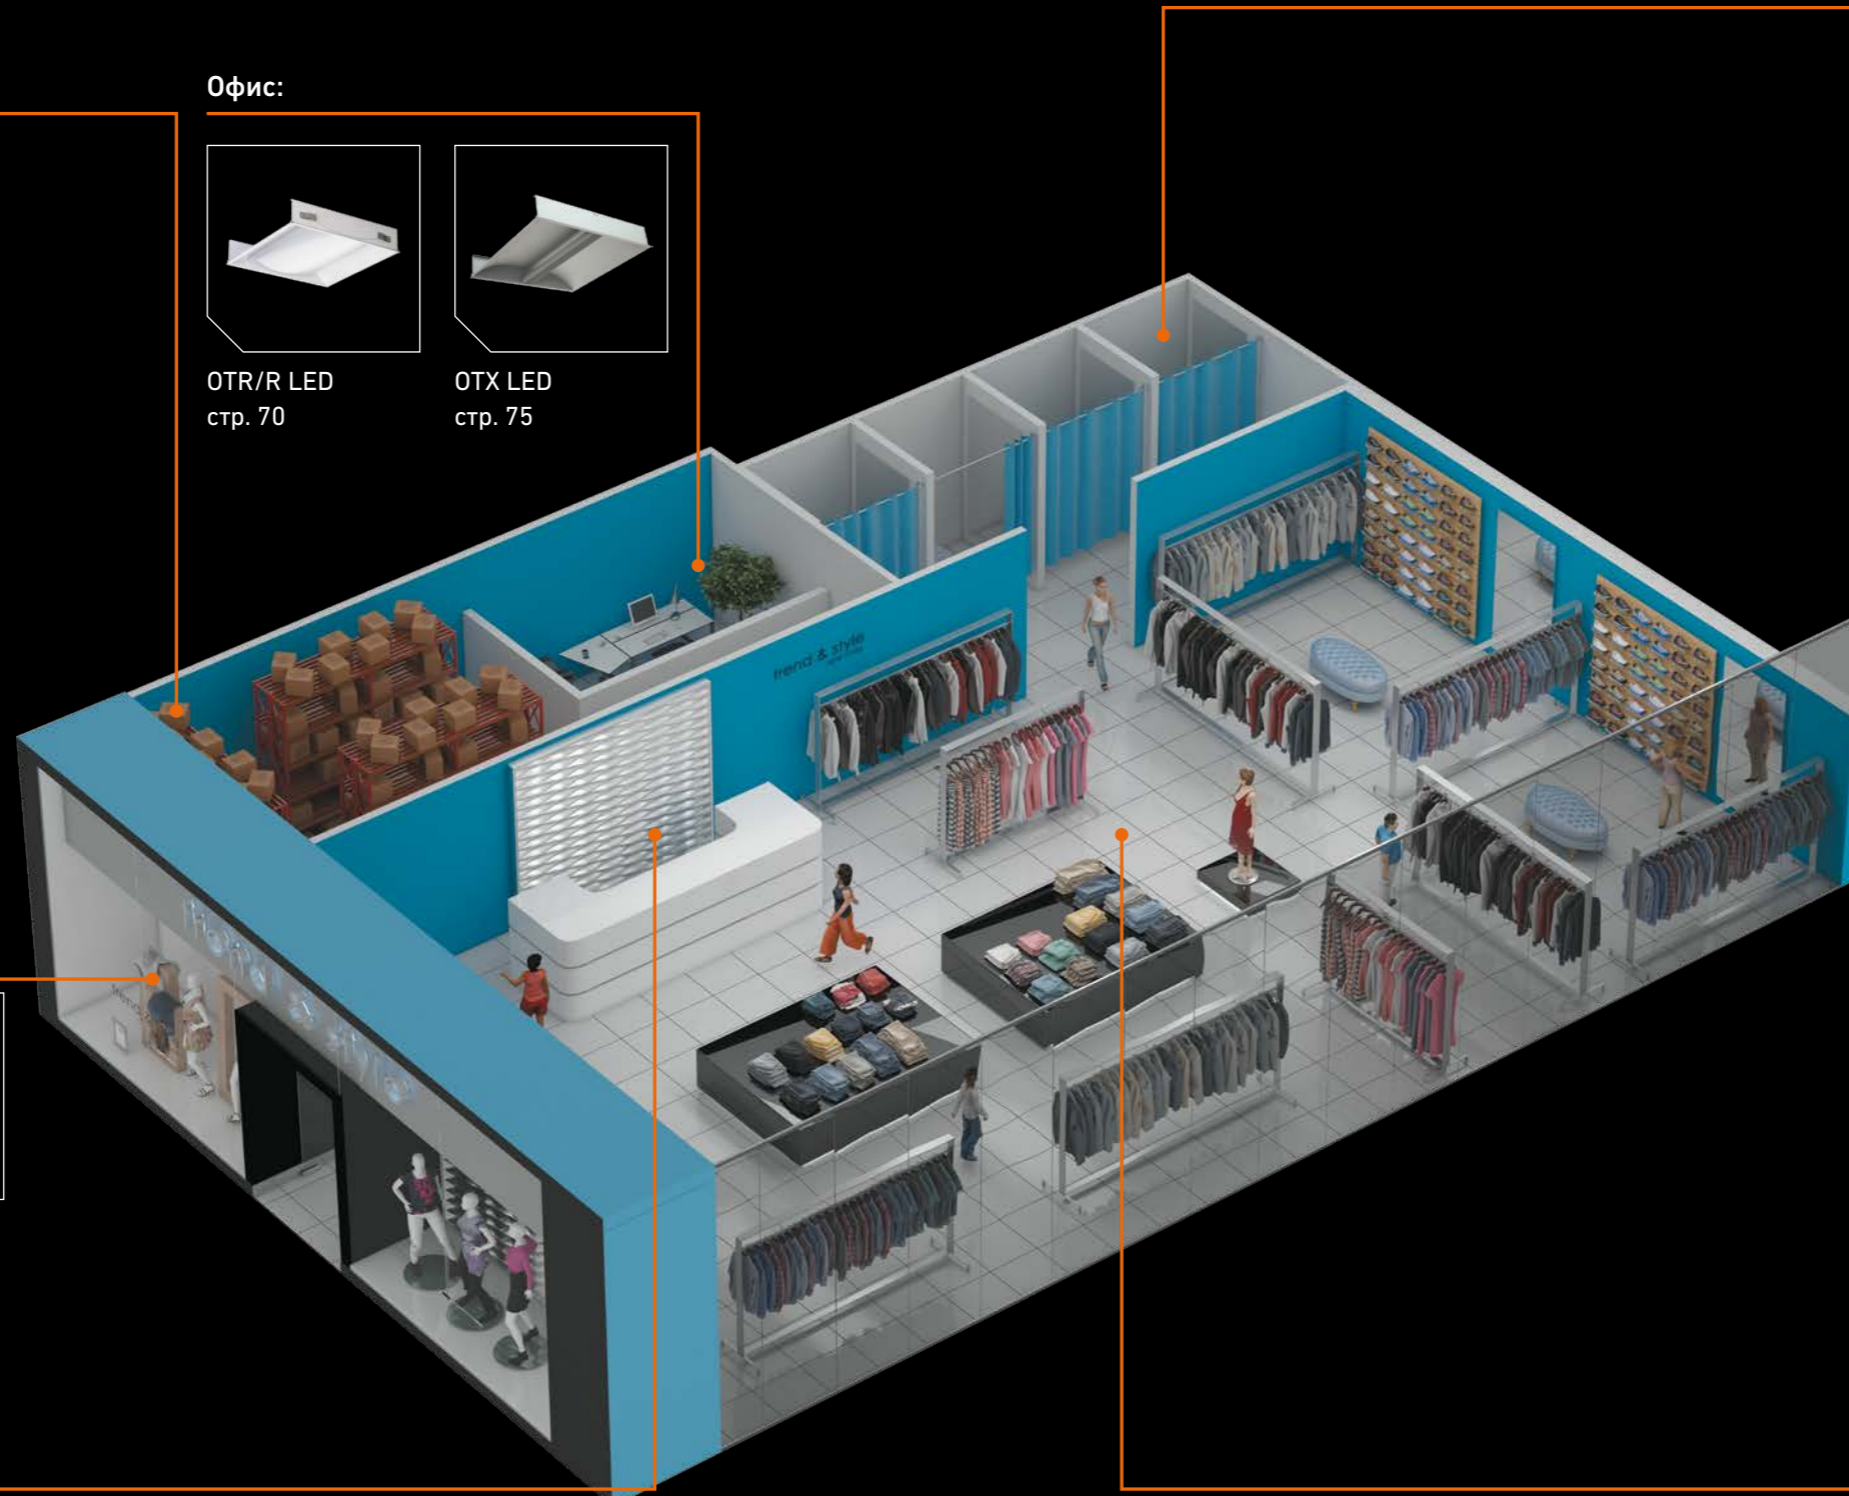 Офис:
OTR/R LED
стр. 70
OTX LED
стр. 75
trend & style